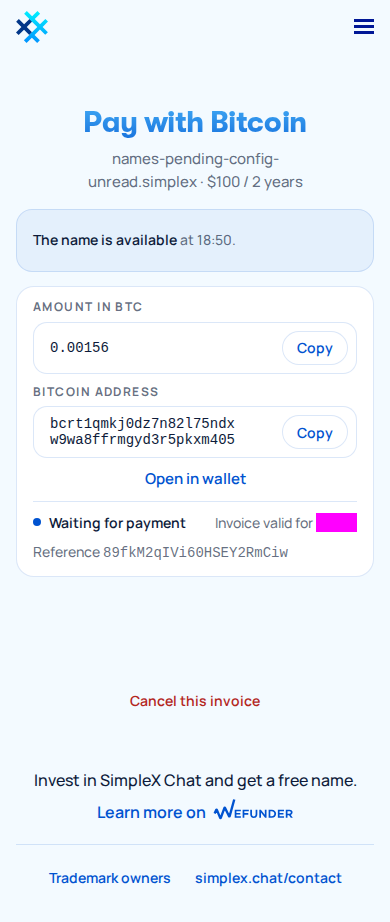 Pay with Bitcoin
names-pending-config-
unread.simplex · $100 / 2 years
The name is available at 18:50.
AMOUNT IN BTC
0.00156
Copy
BITCOIN ADDRESS
bcrt1qmkj0dz7n82l75ndx
w9wa8ffrmgyd3r5pkxm405
Copy
Open in wallet
Waiting for payment
Invoice valid for
Reference 89fkM2qIVi60HSEY2RmCiw
Cancel this invoice
Invest in SimpleX Chat and get a free name.
Learn more on WEFUNDER
Trademark owners
simplex.chat/contact